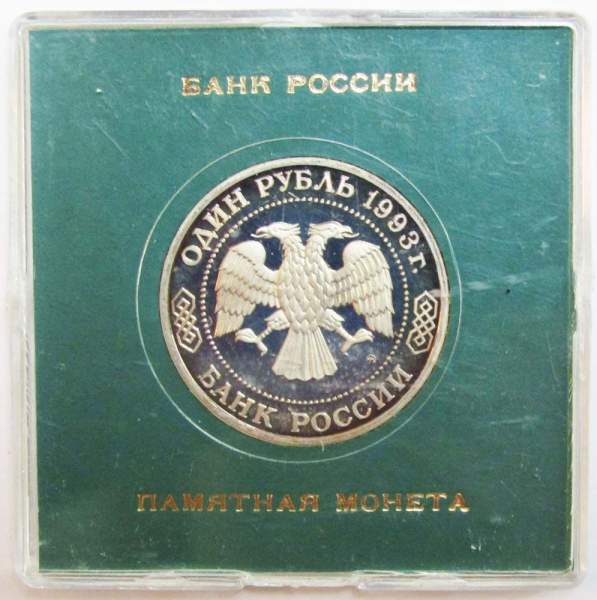 БАНК РОССИИ
ОДИН РУБЛЬ 1993 г.
БАНК РОССИИ
ПАМЯТНАЯ МОНЕТА